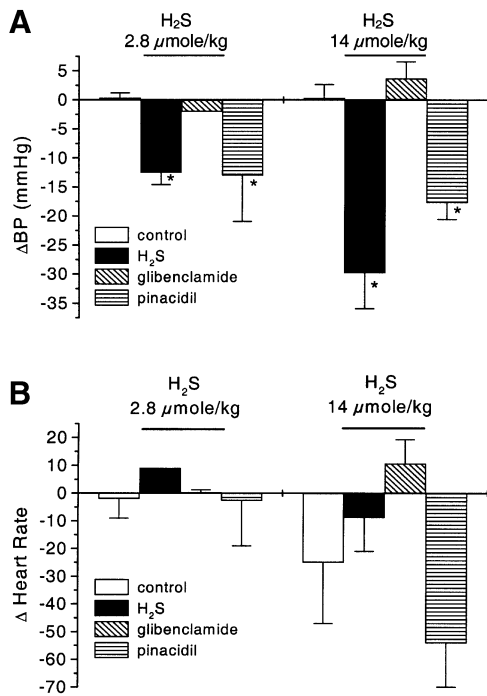 A
H₂S
2.8 µmole/kg
H₂S
14 µmole/kg
ΔBP (mmHg)
5
0
-5
-10
-15
-20
-25
-30
-35
*
*
*
*
control
H₂S
glibenclamide
pinacidil
B
H₂S
2.8 µmole/kg
H₂S
14 µmole/kg
Δ Heart Rate
20
10
0
-10
-20
-30
-40
-50
-60
-70
control
H₂S
glibenclamide
pinacidil